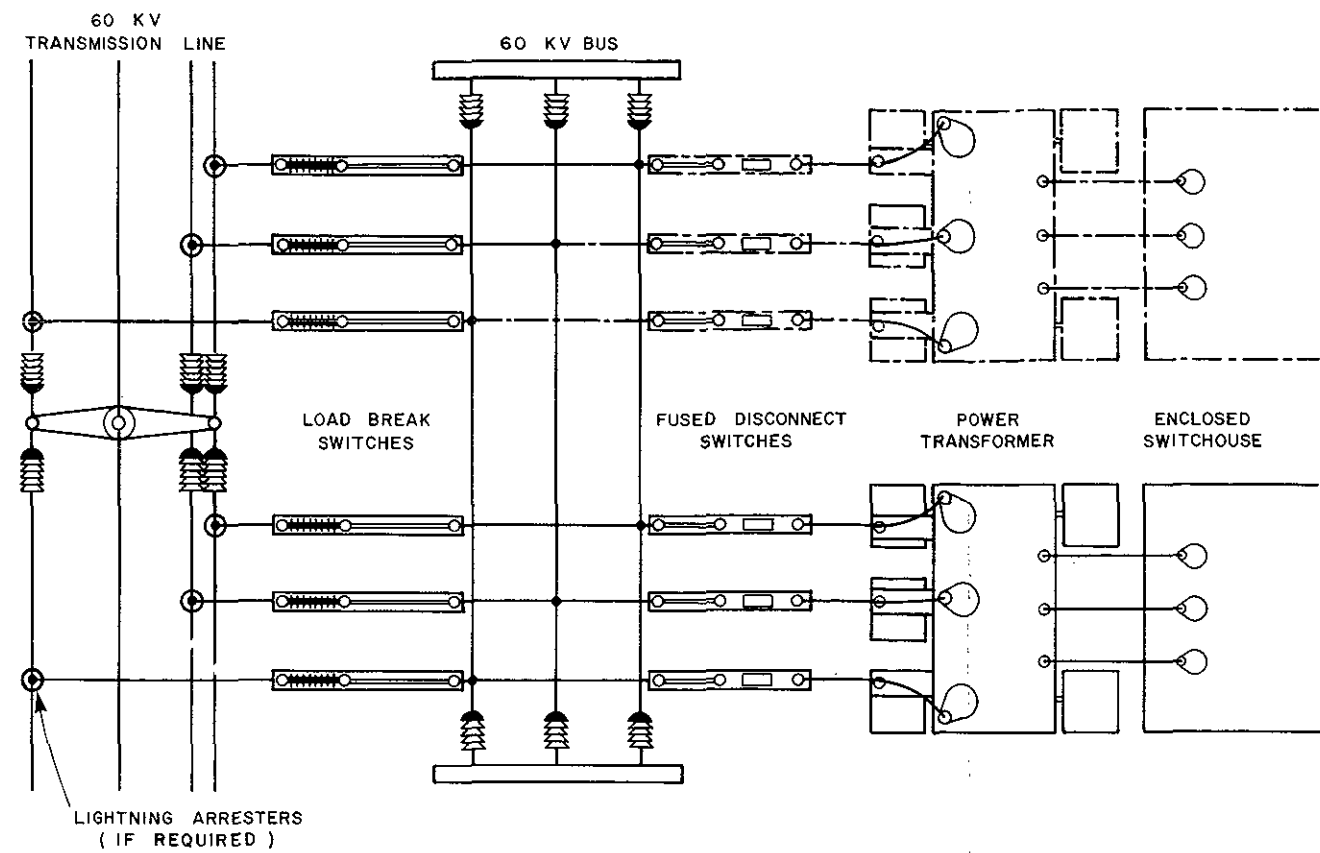 60 KV
TRANSMISSION LINE
60 KV BUS
LOAD BREAK
SWITCHES
FUSED DISCONNECT
SWITCHES
POWER
TRANSFORMER
ENCLOSED
SWITCHOUSE
LIGHTNING ARRESTERS
( IF REQUIRED )